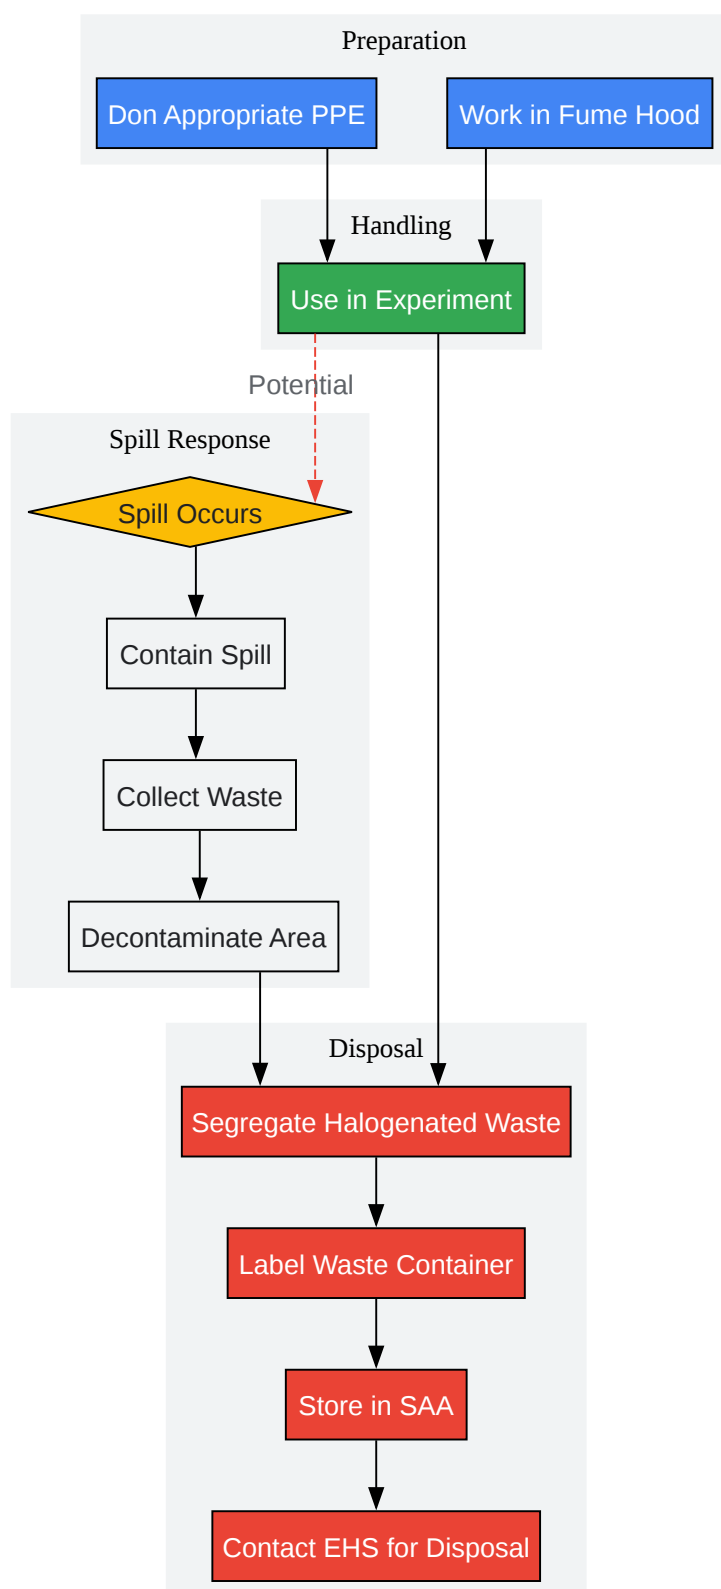 Preparation
Don Appropriate PPE
Work in Fume Hood
Handling
Use in Experiment
Potential
Spill Response
Spill Occurs
Contain Spill
Collect Waste
Decontaminate Area
Disposal
Segregate Halogenated Waste
Label Waste Container
Store in SAA
Contact EHS for Disposal